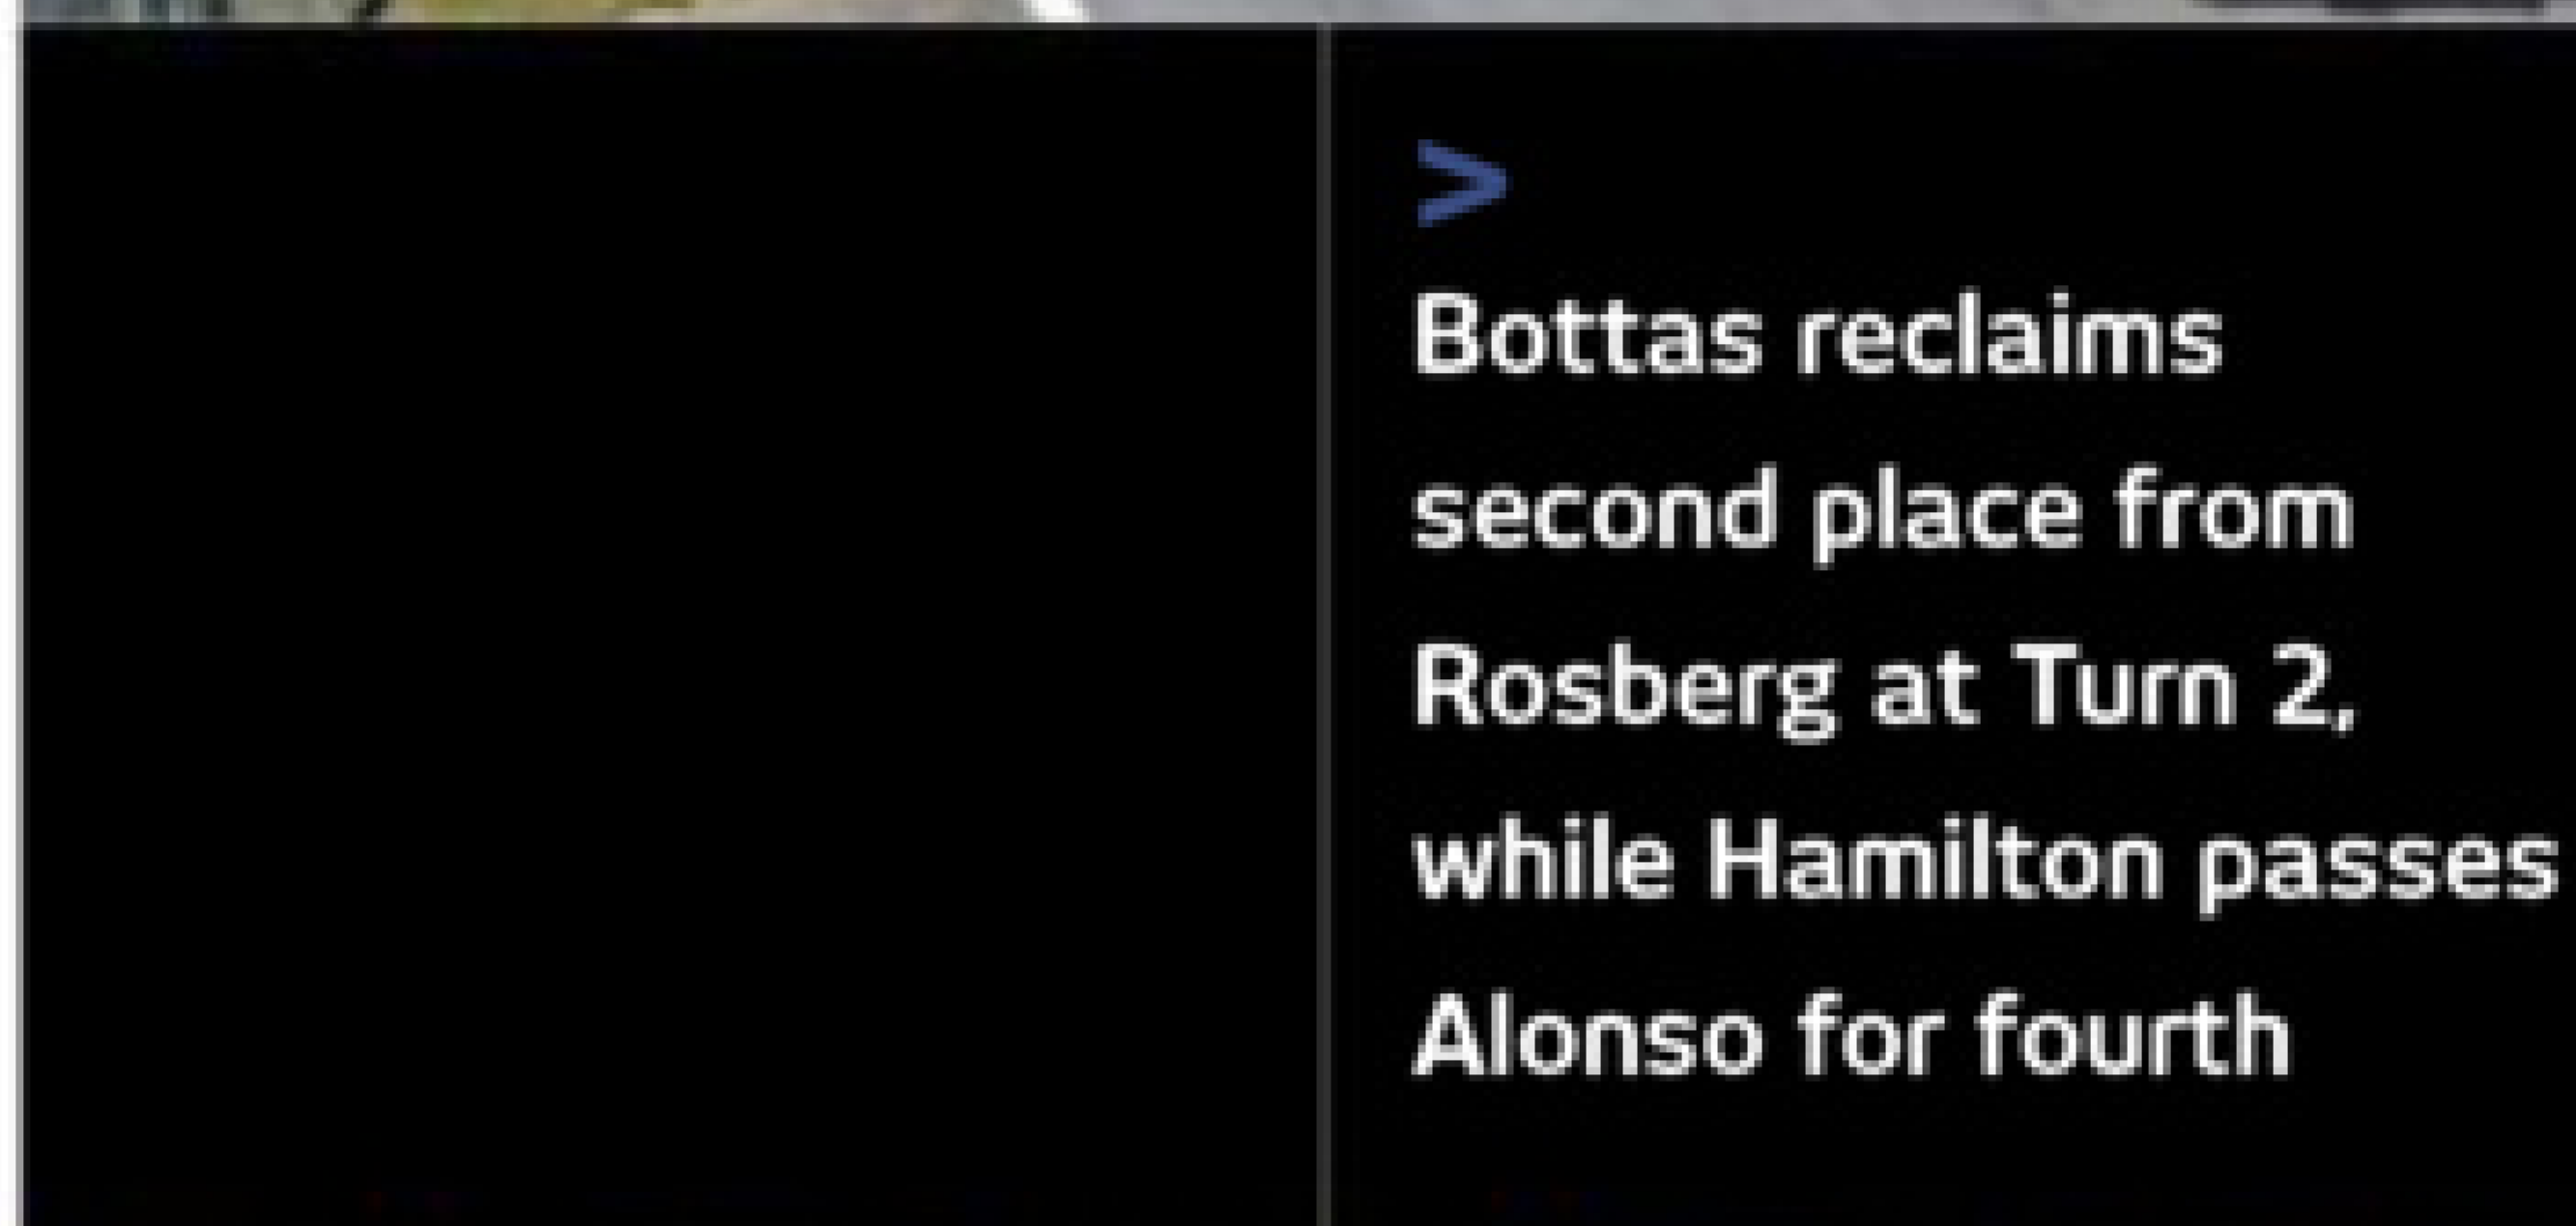 >
Bottas reclaims
second place from
Rosberg at Turn 2,
while Hamilton passes
Alonso for fourth